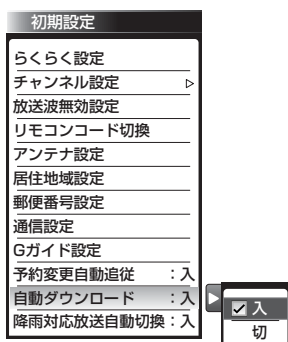 初期設定
らくらく設定
チャンネル設定
放送波無効設定
リモコンコード切換
アンテナ設定
居住地域設定
郵便番号設定
通信設定
Gガイド設定
予約変更自動追従 ：入
自動ダウンロード ：入
降雨対応放送自動切換：入
入
切